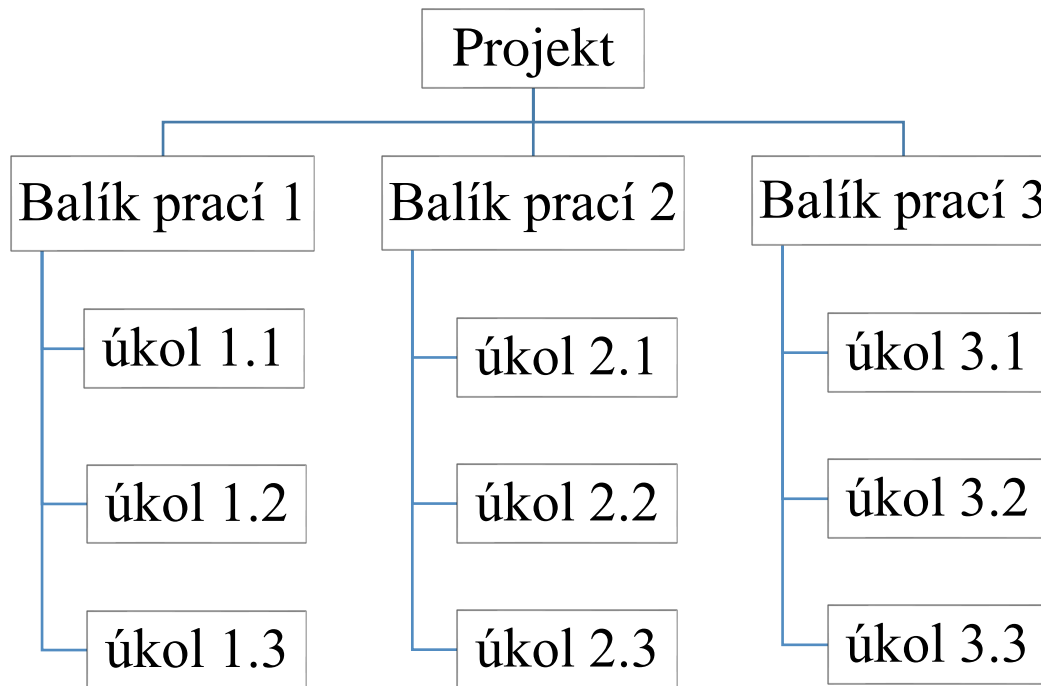 Projekt
Balík prací 1
Balík prací 2
Balík prací 3
úkol 1.1
úkol 2.1
úkol 3.1
úkol 1.2
úkol 2.2
úkol 3.2
úkol 1.3
úkol 2.3
úkol 3.3